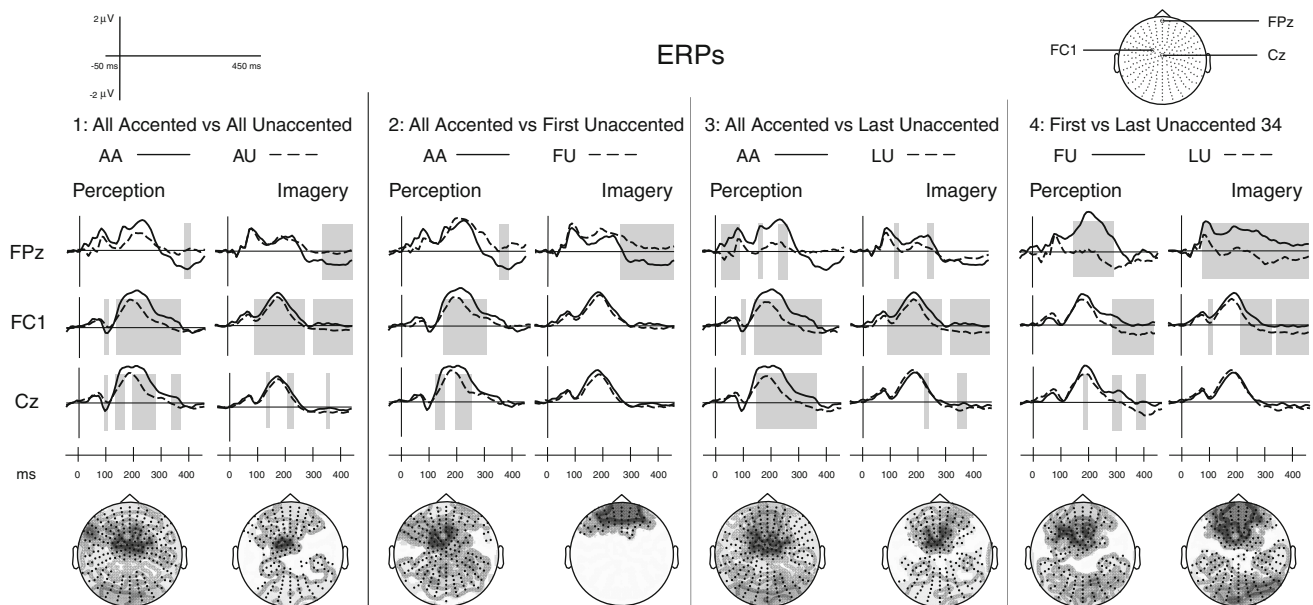 2 µV
-50 ms
450 ms
-2 µV
ERPs
FPz
FC1
Cz
1: All Accented vs All Unaccented
AA AU
Perception Imagery
2: All Accented vs First Unaccented
AA FU
Perception Imagery
3: All Accented vs Last Unaccented
AA LU
Perception Imagery
4: First vs Last Unaccented 34
FU LU
Perception Imagery
FPz
FC1
Cz
ms
0 100 200 300 400 0 100 200 300 400
0 100 200 300 400 0 100 200 300 400
0 100 200 300 400 0 100 200 300 400
0 100 200 300 400 0 100 200 300 400